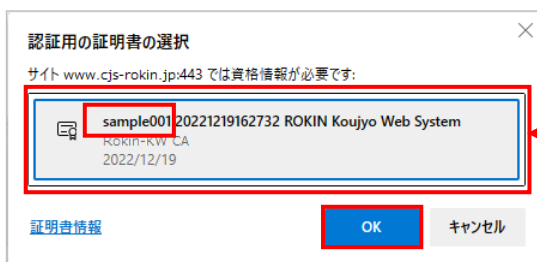 認証用の証明書の選択
サイト www.cjs-rokin.jp:443 では資格情報が必要です:
sample001 20221219162732 ROKIN Koujyo Web System
Rokin-KW CA
2022/12/19
証明書情報
OK
キャンセル